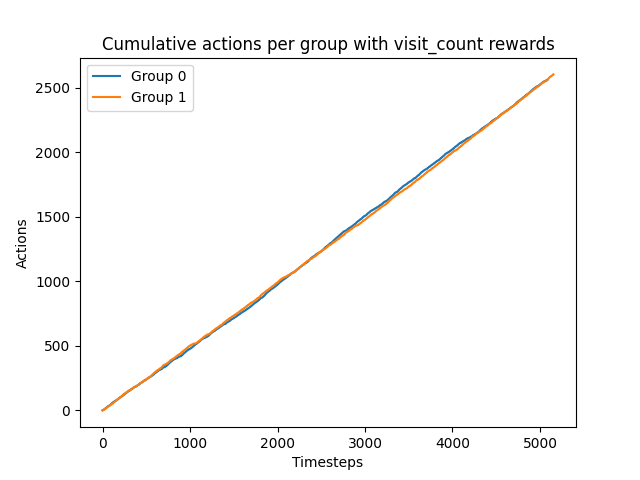 Cumulative actions per group with visit_count rewards
Group 0
Group 1
2500
2000
1500
1000
500
0
Actions
0 1000 2000 3000 4000 5000
Timesteps